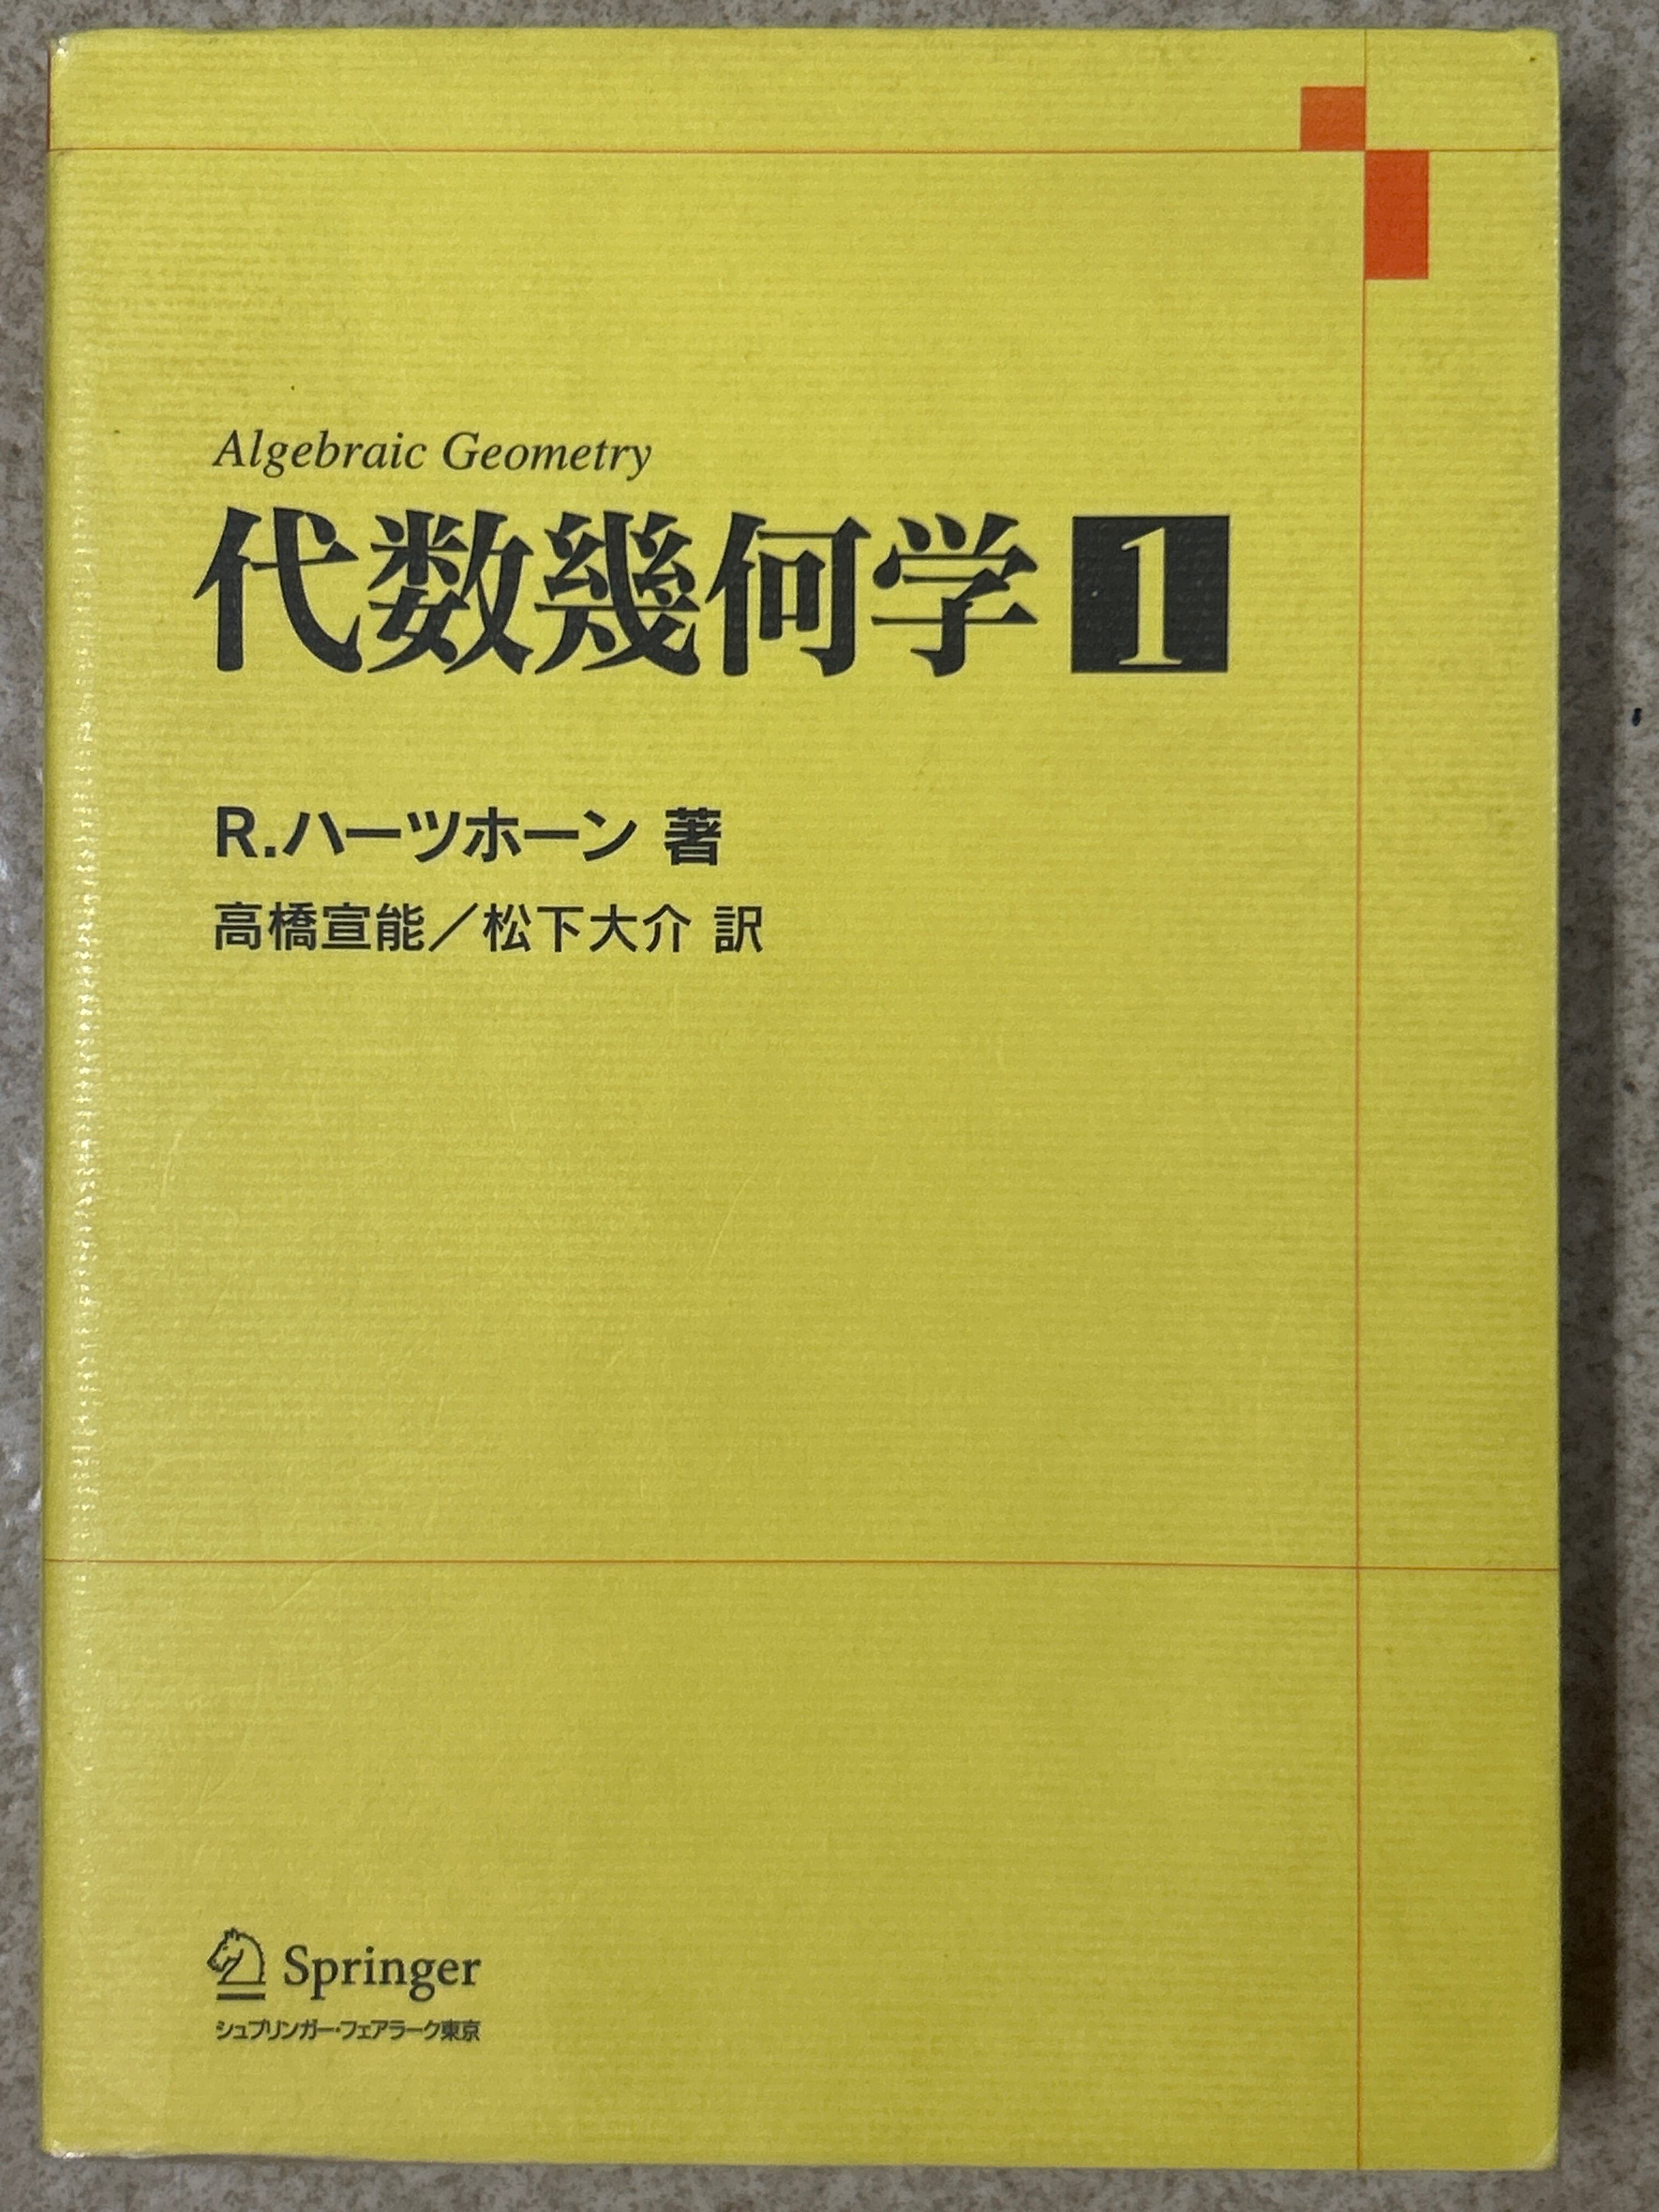 Algebraic Geometry
代数幾何学 1
R.ハーツホーン 著
高橋宣能/松下大介 訳
Springer
シュプリンガー・フェアラーク東京